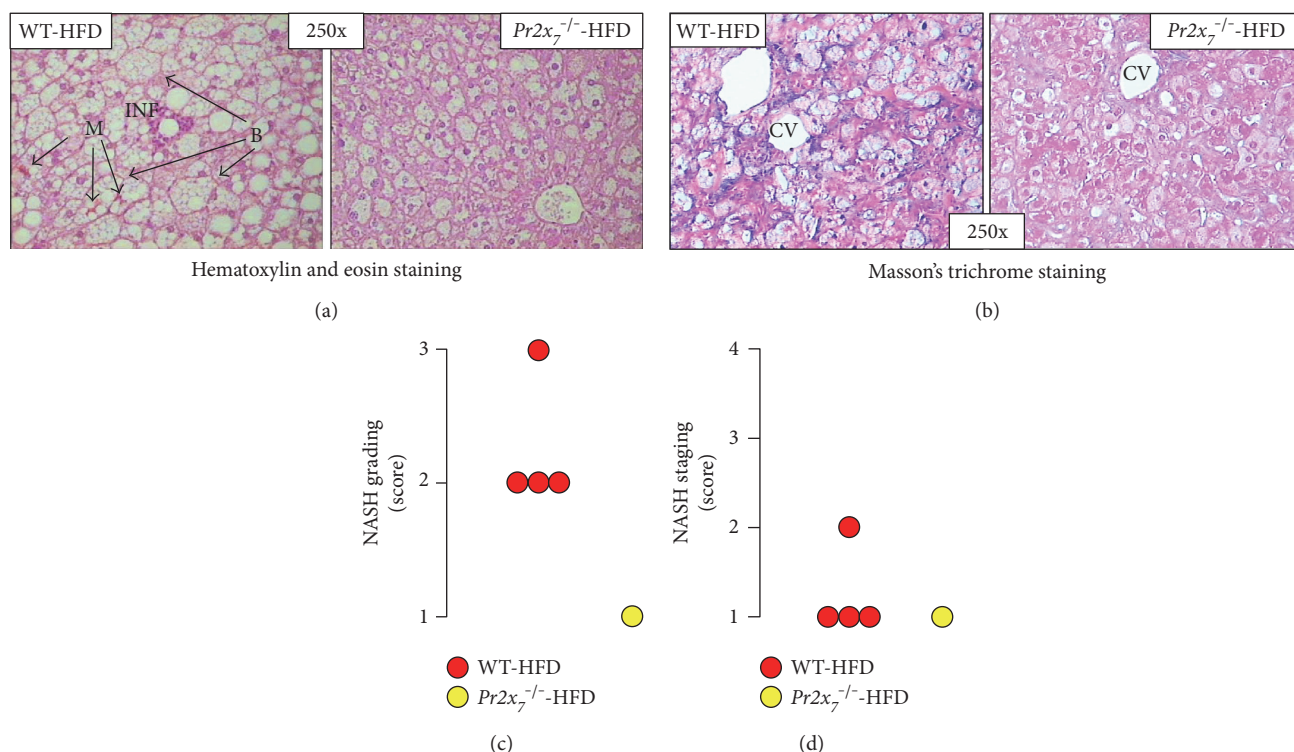 WT-HFD
250x
Pr2x₇⁻/⁻-HFD
INF
M
B
Hematoxylin and eosin staining
(a)
WT-HFD
Pr2x₇⁻/⁻-HFD
CV
CV
250x
Masson's trichrome staining
(b)
3
2
1
NASH grading
(score)
WT-HFD
Pr2x₇⁻/⁻-HFD
(c)
4
3
2
1
NASH staging
(score)
WT-HFD
Pr2x₇⁻/⁻-HFD
(d)